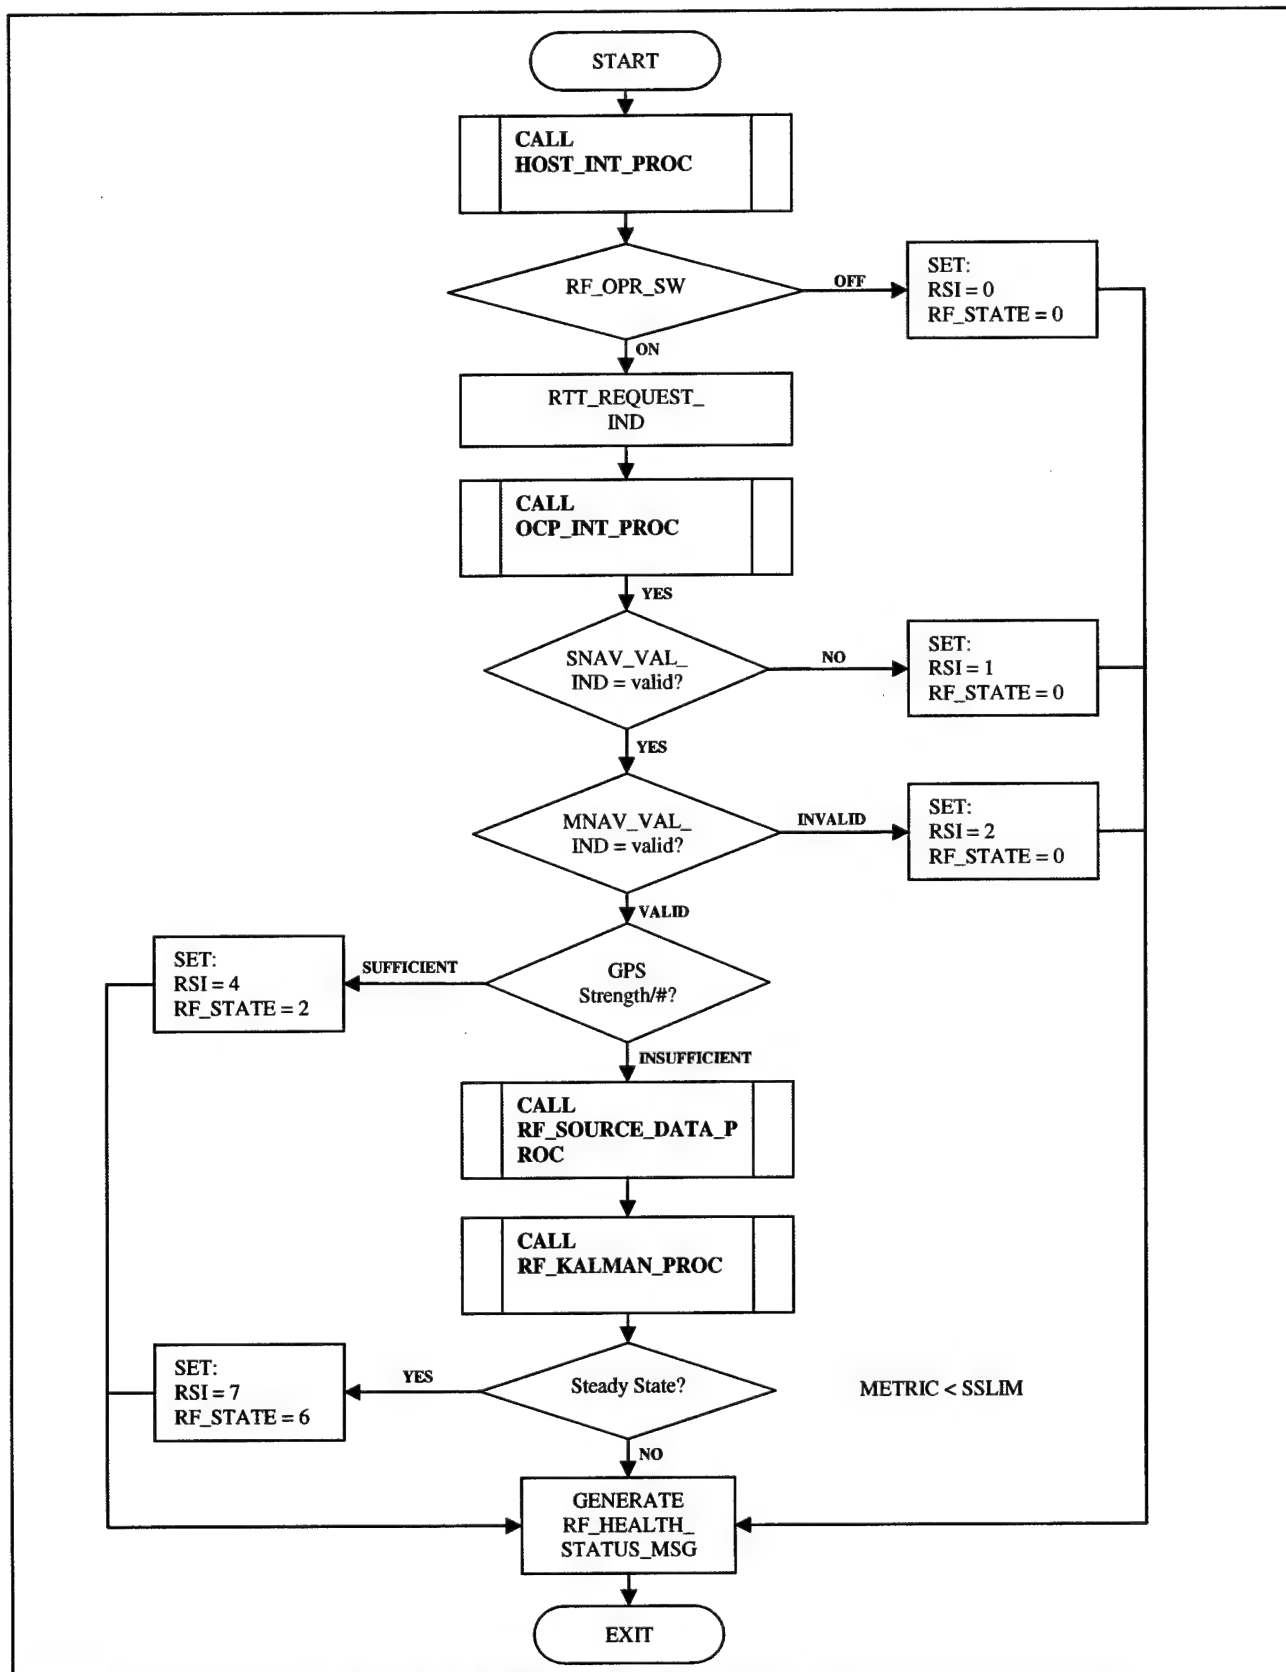 START
CALL
HOST_INT_PROC
RF_OPR_SW
OFF
SET:
RSI = 0
RF_STATE = 0
ON
RTT_REQUEST_
IND
CALL
OCP_INT_PROC
YES
SNAV_VAL_
IND = valid?
NO
SET:
RSI = 1
RF_STATE = 0
YES
MNAV_VAL_
IND = valid?
INVALID
SET:
RSI = 2
RF_STATE = 0
VALID
GPS
Strength/#?
SUFFICIENT
SET:
RSI = 4
RF_STATE = 2
INSUFFICIENT
CALL
RF_SOURCE_DATA_P
ROC
CALL
RF_KALMAN_PROC
Steady State?
YES
SET:
RSI = 7
RF_STATE = 6
METRIC < SSLIM
NO
GENERATE
RF_HEALTH_
STATUS_MSG
EXIT